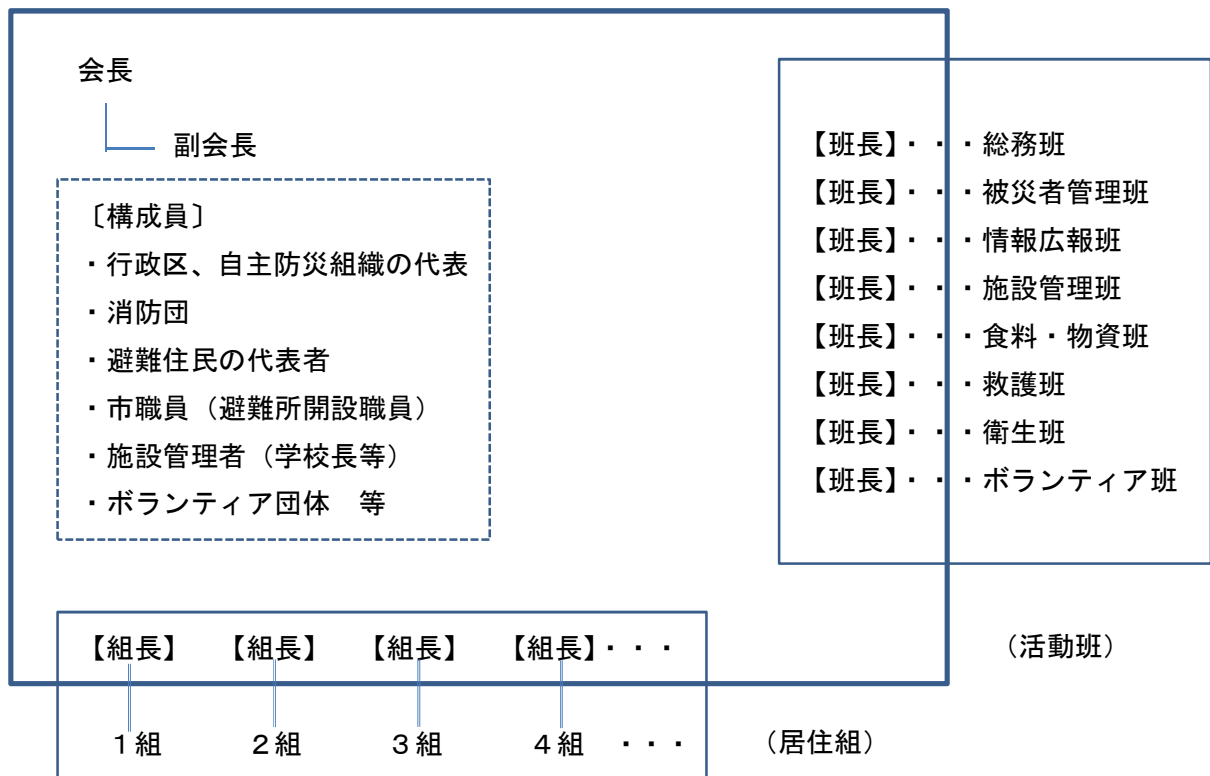 会長
副会長
〔構成員〕
・行政区、自主防災組織の代表
・消防団
・避難住民の代表者
・市職員（避難所開設職員）
・施設管理者（学校長等）
・ボランティア団体　等
【班長】・・・総務班
【班長】・・・被災者管理班
【班長】・・・情報広報班
【班長】・・・施設管理班
【班長】・・・食料・物資班
【班長】・・・救護班
【班長】・・・衛生班
【班長】・・・ボランティア班
（活動班）
【組長】　【組長】　【組長】　【組長】・・・
１組　２組　３組　４組　・・・
（居住組）